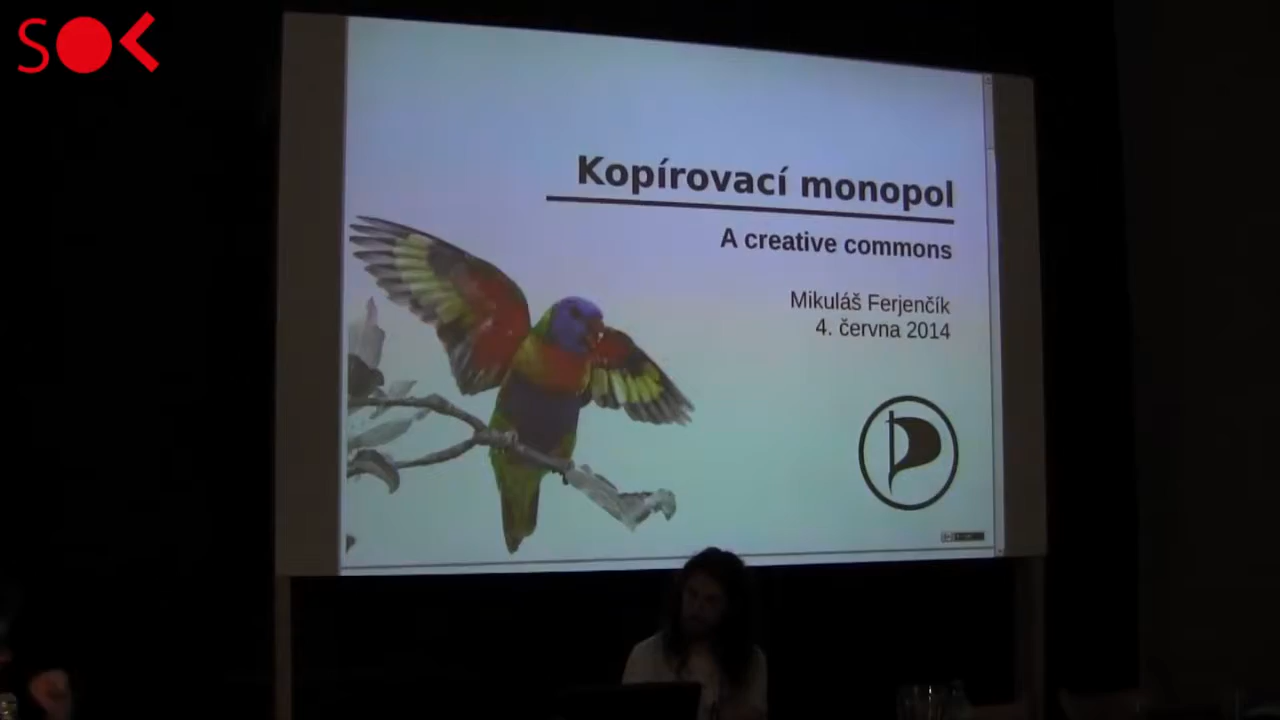 SOK
Kopírovací monopol
A creative commons
Mikuláš Ferjenčík
4. června 2014